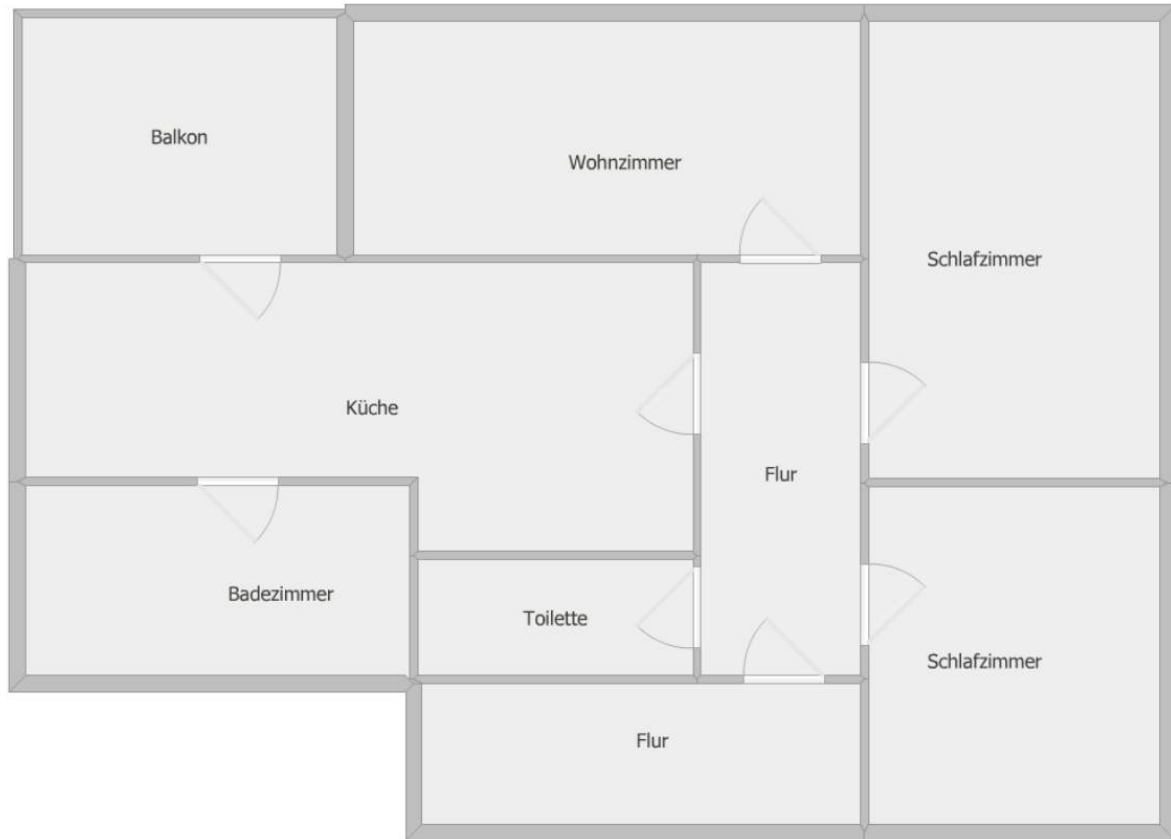 Balkon
Wohnzimmer
Schlafzimmer
Küche
Flur
Badezimmer
Toilette
Schlafzimmer
Flur